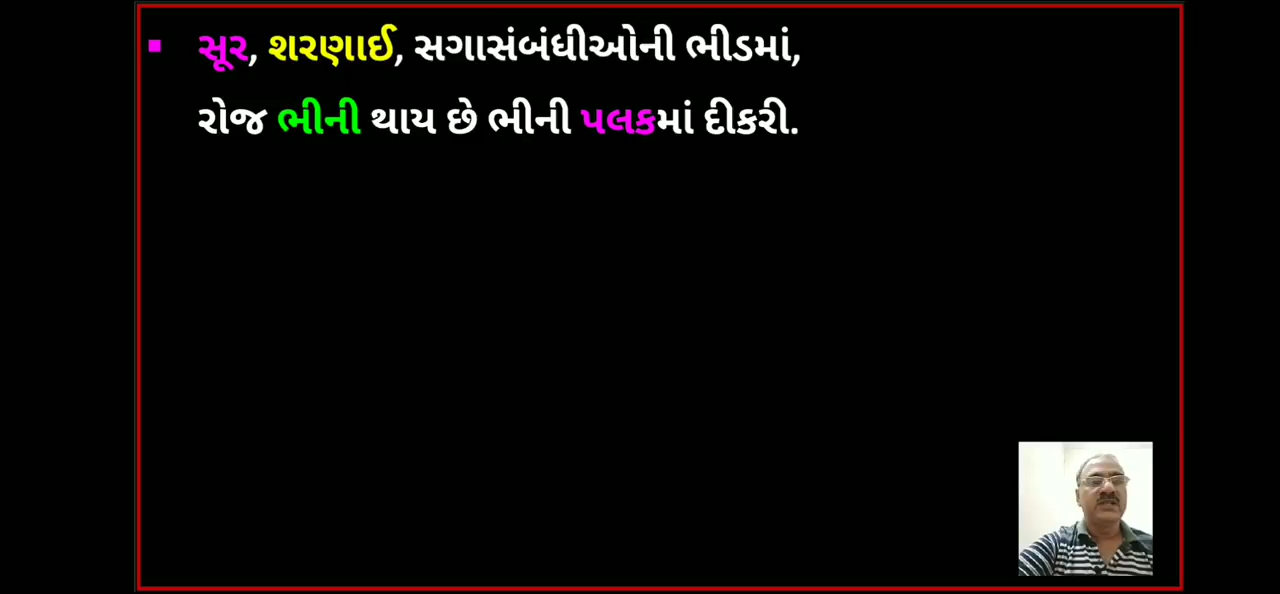 સૂર, શરણાઈ, સગાસંબંધીઓની ભીડમાં,
રોજ ભીની થાય છે ભીની પલકમાં દીકરી.